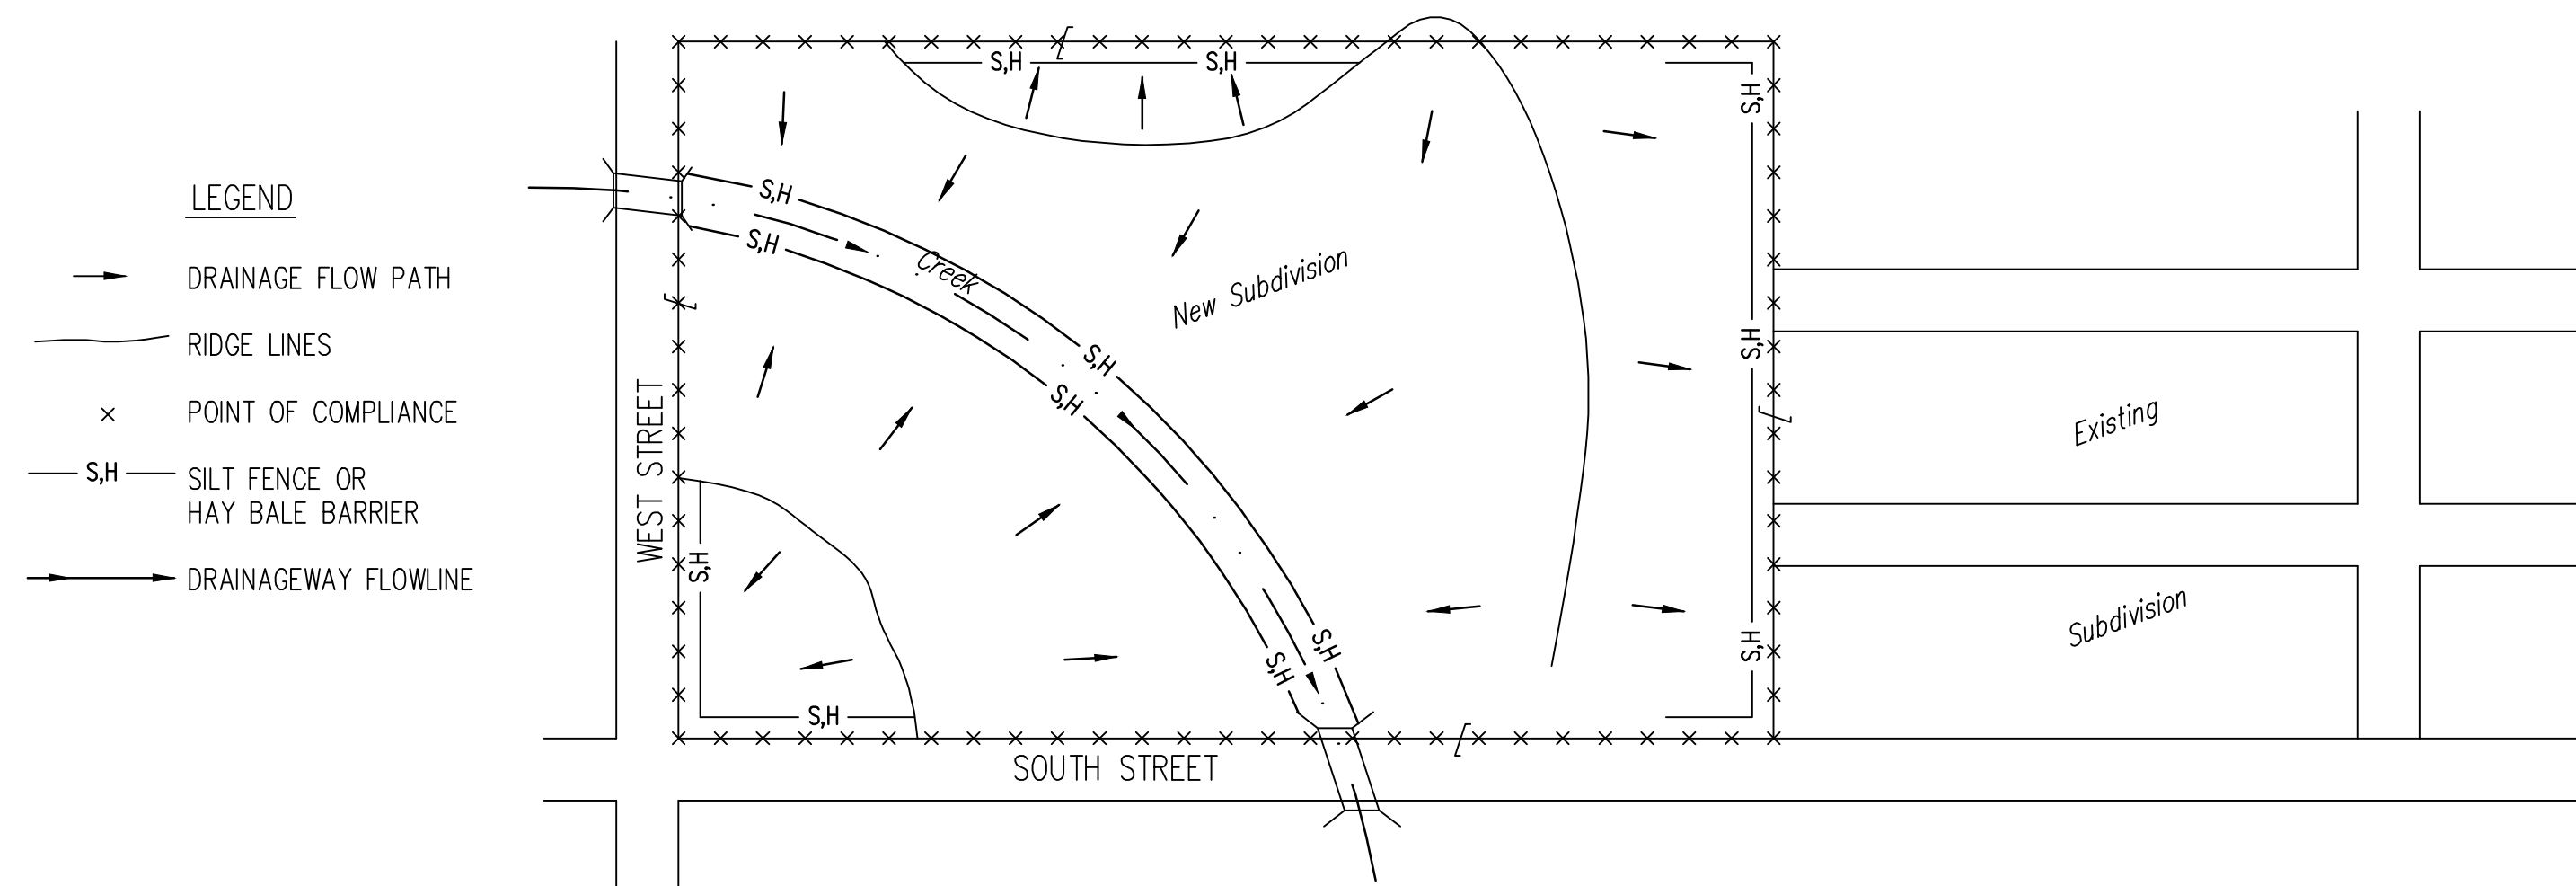 LEGEND
DRAINAGE FLOW PATH
RIDGE LINES
POINT OF COMPLIANCE
S,H
SILT FENCE OR
HAY BALE BARRIER
DRAINAGEWAY FLOWLINE
WEST STREET
SOUTH STREET
S,H
S,H
S,H
S,H
S,H
Creek
New Subdivision
S,H
S,H
S,H
S,H
S,H
S,H
S,H
S,H
Existing
Subdivision